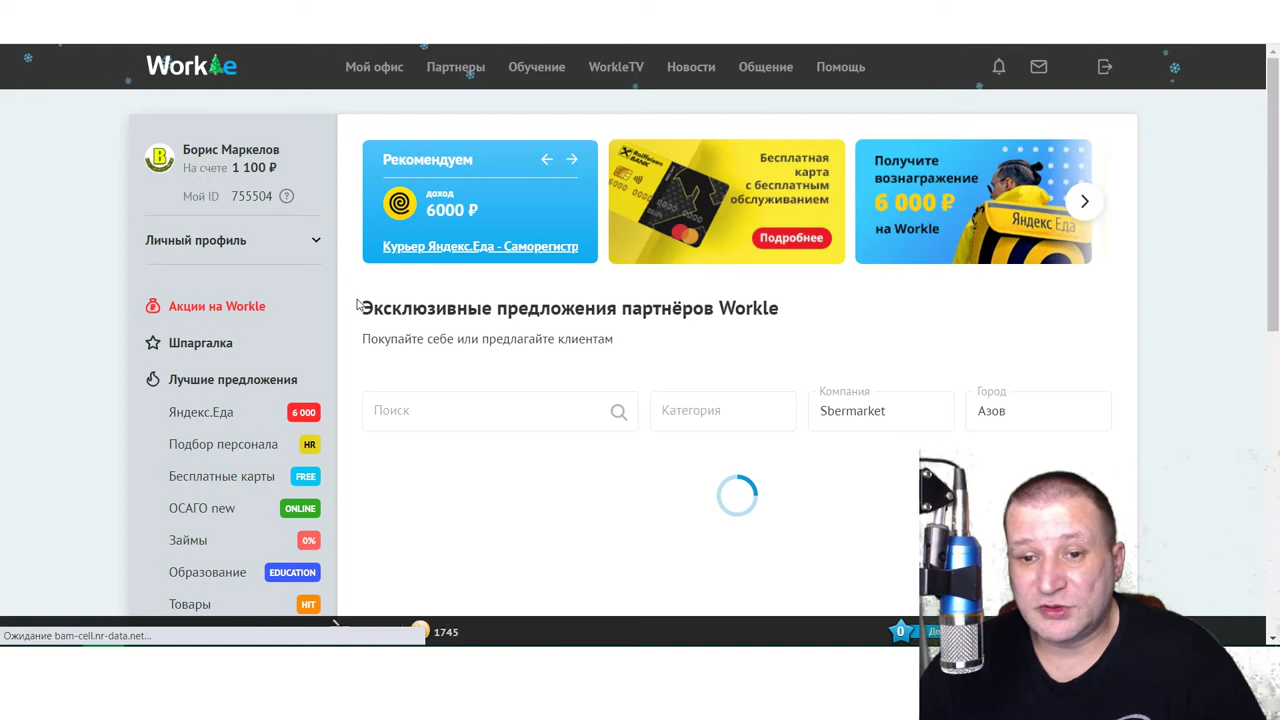 Workle
Мой офис
Партнеры
Обучение
WorkleTV
Новости
Общение
Помощь
Борис Маркелов
На счете 1 100 ₽
Мой ID 755504 ?
Личный профиль
Акции на Workle
Шпаргалка
Лучшие предложения
Яндекс.Еда 6 000
Подбор персонала HR
Бесплатные карты FREE
ОСАГО new ONLINE
Займы 0%
Образование EDUCATION
Товары HIT
Рекомендуем
доход
6000 ₽
Курьер Яндекс.Еда - Саморегистр
Raiffeisen
BANK
Бесплатная
карта
с бесплатным
обслуживанием
Подробнее
Получите
вознаграждение
6 000 ₽
на Workle
Яндекс Еда
Эксклюзивные предложения партнёров Workle
Покупайте себе или предлагайте клиентам
Поиск
Категория
Компания
Sbermarket
Город
Азов
Ожидание bam-cell.nr-data.net...
1745
0